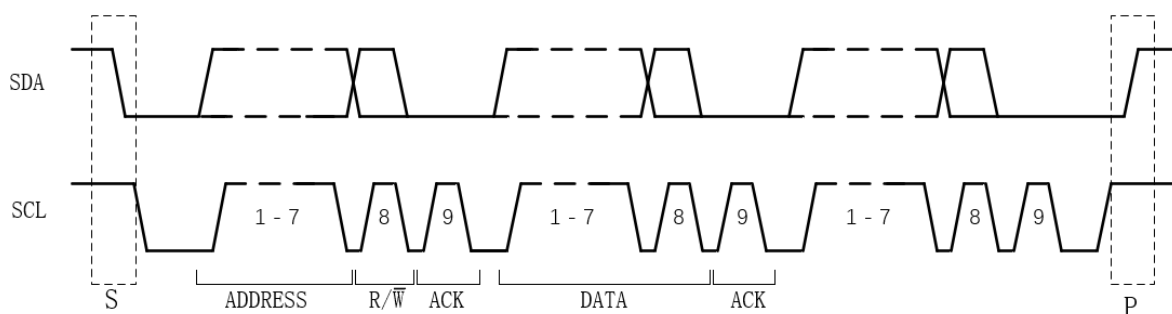 SDA
SCL
1 - 7 8 9 1 - 7 8 9 1 - 7 8 9
S ADDRESS R/W̅ ACK DATA ACK P